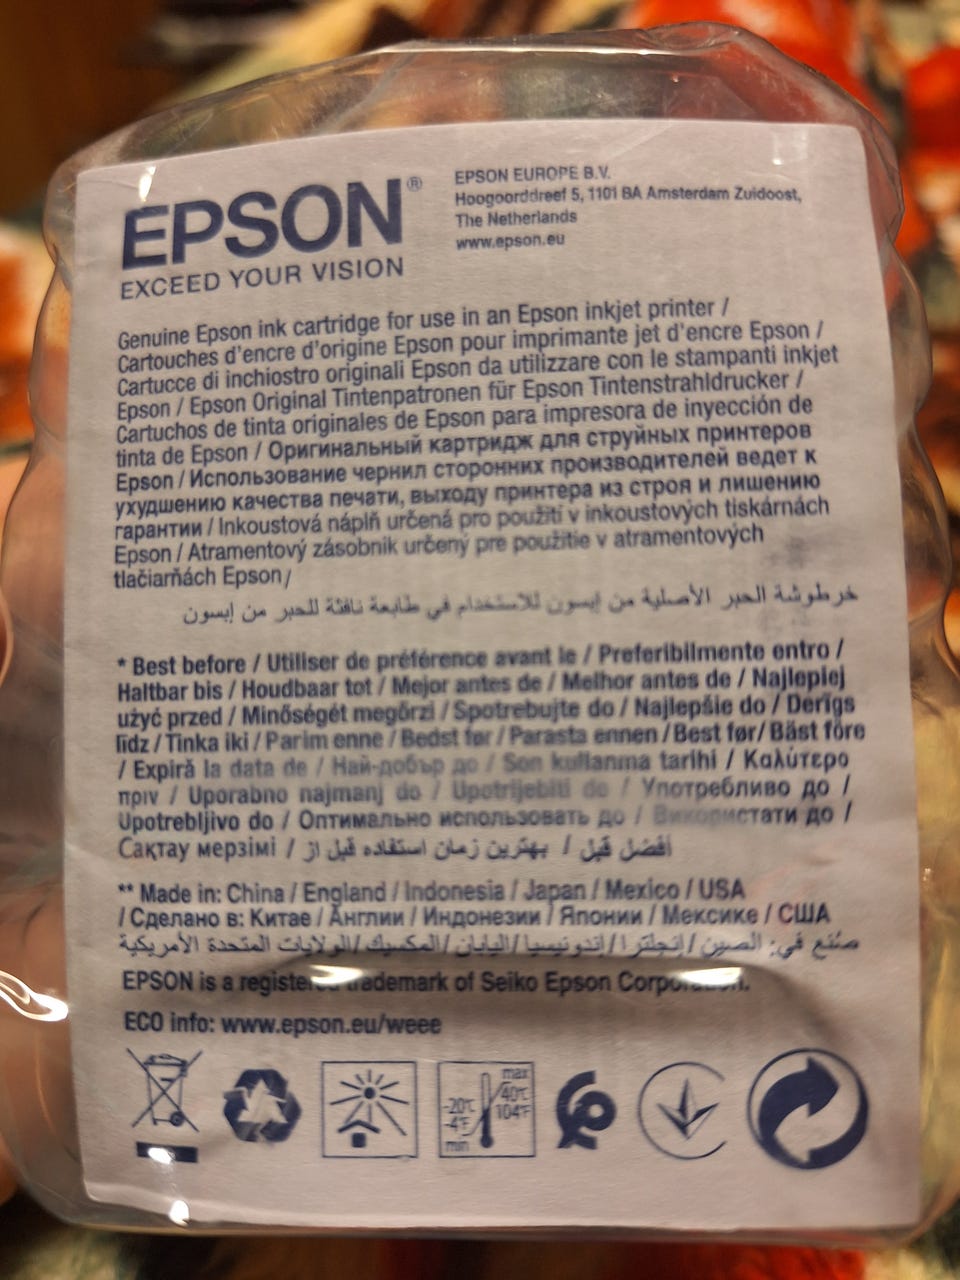 EPSON®
EXCEED YOUR VISION
EPSON EUROPE B.V.
Hoogoorddreef 5, 1101 BA Amsterdam Zuidoost,
The Netherlands
www.epson.eu
Genuine Epson ink cartridge for use in an Epson inkjet printer /
Cartouches d'encre d'origine Epson pour imprimante jet d'encre Epson /
Cartucce di inchiostro originali Epson da utilizzare con le stampanti inkjet
Epson / Epson Original Tintenpatronen für Epson Tintenstrahldrucker /
Cartuchos de tinta originales de Epson para impresora de inyección de
tinta de Epson / Оригинальный картридж для струйных принтеров
Epson / Использование чернил сторонних производителей ведет к
ухудшению качества печати, выходу принтера из строя и лишению
гарантии / Inkoustová náplň určená pro použití v inkoustových tiskárnách
Epson / Atramentový zásobník určený pre použitie v atramentových
tlačiarňách Epson /
خرطوشة الحبر الأصلية من إبسون للاستخدام في طابعة نافثة للحبر من إبسون
* Best before / Utiliser de préférence avant le / Preferibilmente entro /
Haltbar bis / Houdbaar tot / Mejor antes de / Melhor antes de / Najlepiej
użyć przed / Minőségét megőrzi / Spotrebujte do / Najlepšie do / Derīgs
līdz / Tinka iki / Parim enne / Bedst før / Parasta ennen / Best før / Bäst före
/ Expiră la data de / Най-добър до / Son kullanma tarihi / Καλύτερο
πριν / Uporabno najmanj do / Upotrijebiti do / Употребливо до /
Upotrebljivo do / Оптимально использовать до / Використати до /
Сақтау мерзімі / أفضل قبل / بهترین زمان استفاده قبل از
** Made in: China / England / Indonesia / Japan / Mexico / USA
/ Сделано в: Китае / Англии / Индонезии / Японии / Мексике / США
صنع في: الصين / إنجلترا / إندونيسيا / اليابان / المكسيك / الولايات المتحدة الأمريكية
EPSON is a registered trademark of Seiko Epson Corporation.
ECO info: www.epson.eu/weee
-20℃
-4°F
min
max
40℃
104°F